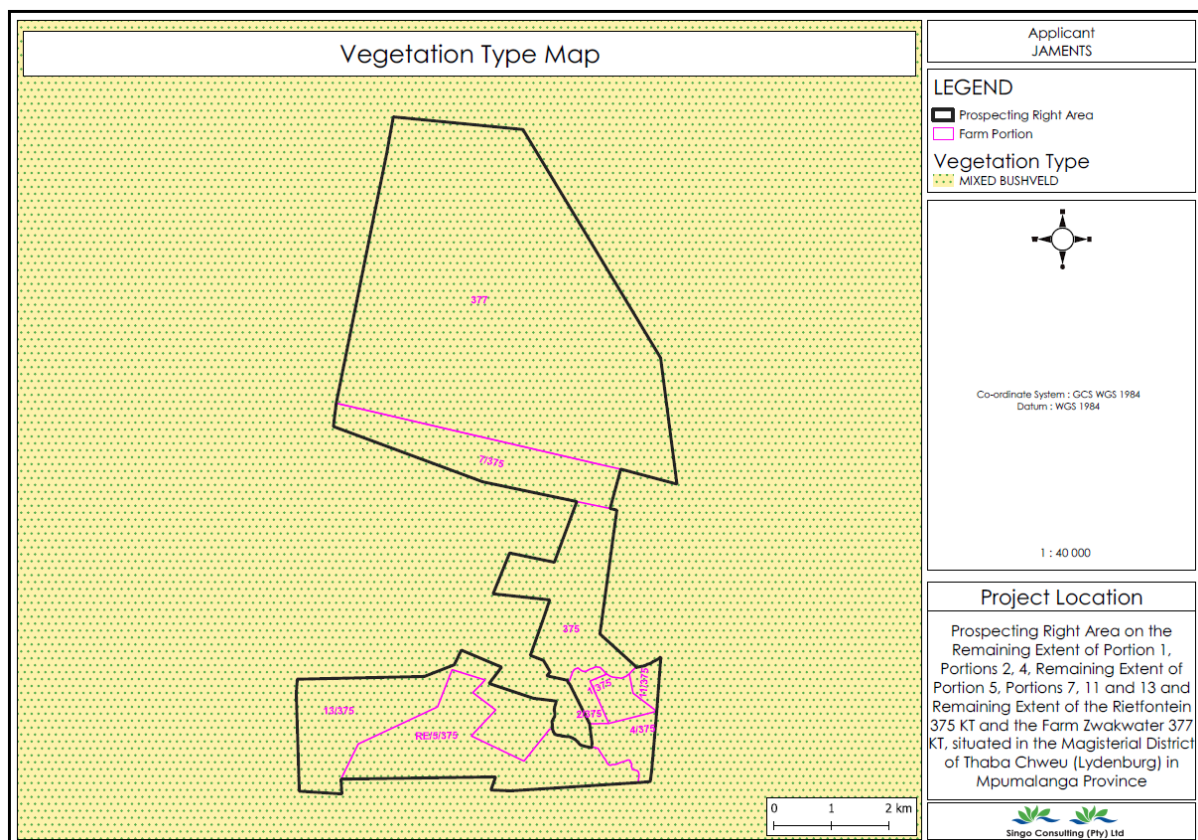 Vegetation Type Map
377
7/375
375
1/375
11/375
2/375
4/375
13/375
RE/5/375
Applicant
JAMENTS
LEGEND
Prospecting Right Area
Farm Portion
Vegetation Type
MIXED BUSHVELD
Co-ordinate System : GCS WGS 1984
Datum : WGS 1984
1 : 40 000
0 1 2 km
Project Location
Prospecting Right Area on the
Remaining Extent of Portion 1,
Portions 2, 4, Remaining Extent of
Portion 5, Portions 7, 11 and 13 and
Remaining Extent of the Rietfontein
375 KT and the Farm Zwakwater 377
KT, situated in the Magisterial District
of Thaba Chweu (Lydenburg) in
Mpumalanga Province
Singo Consulting (Pty) Ltd